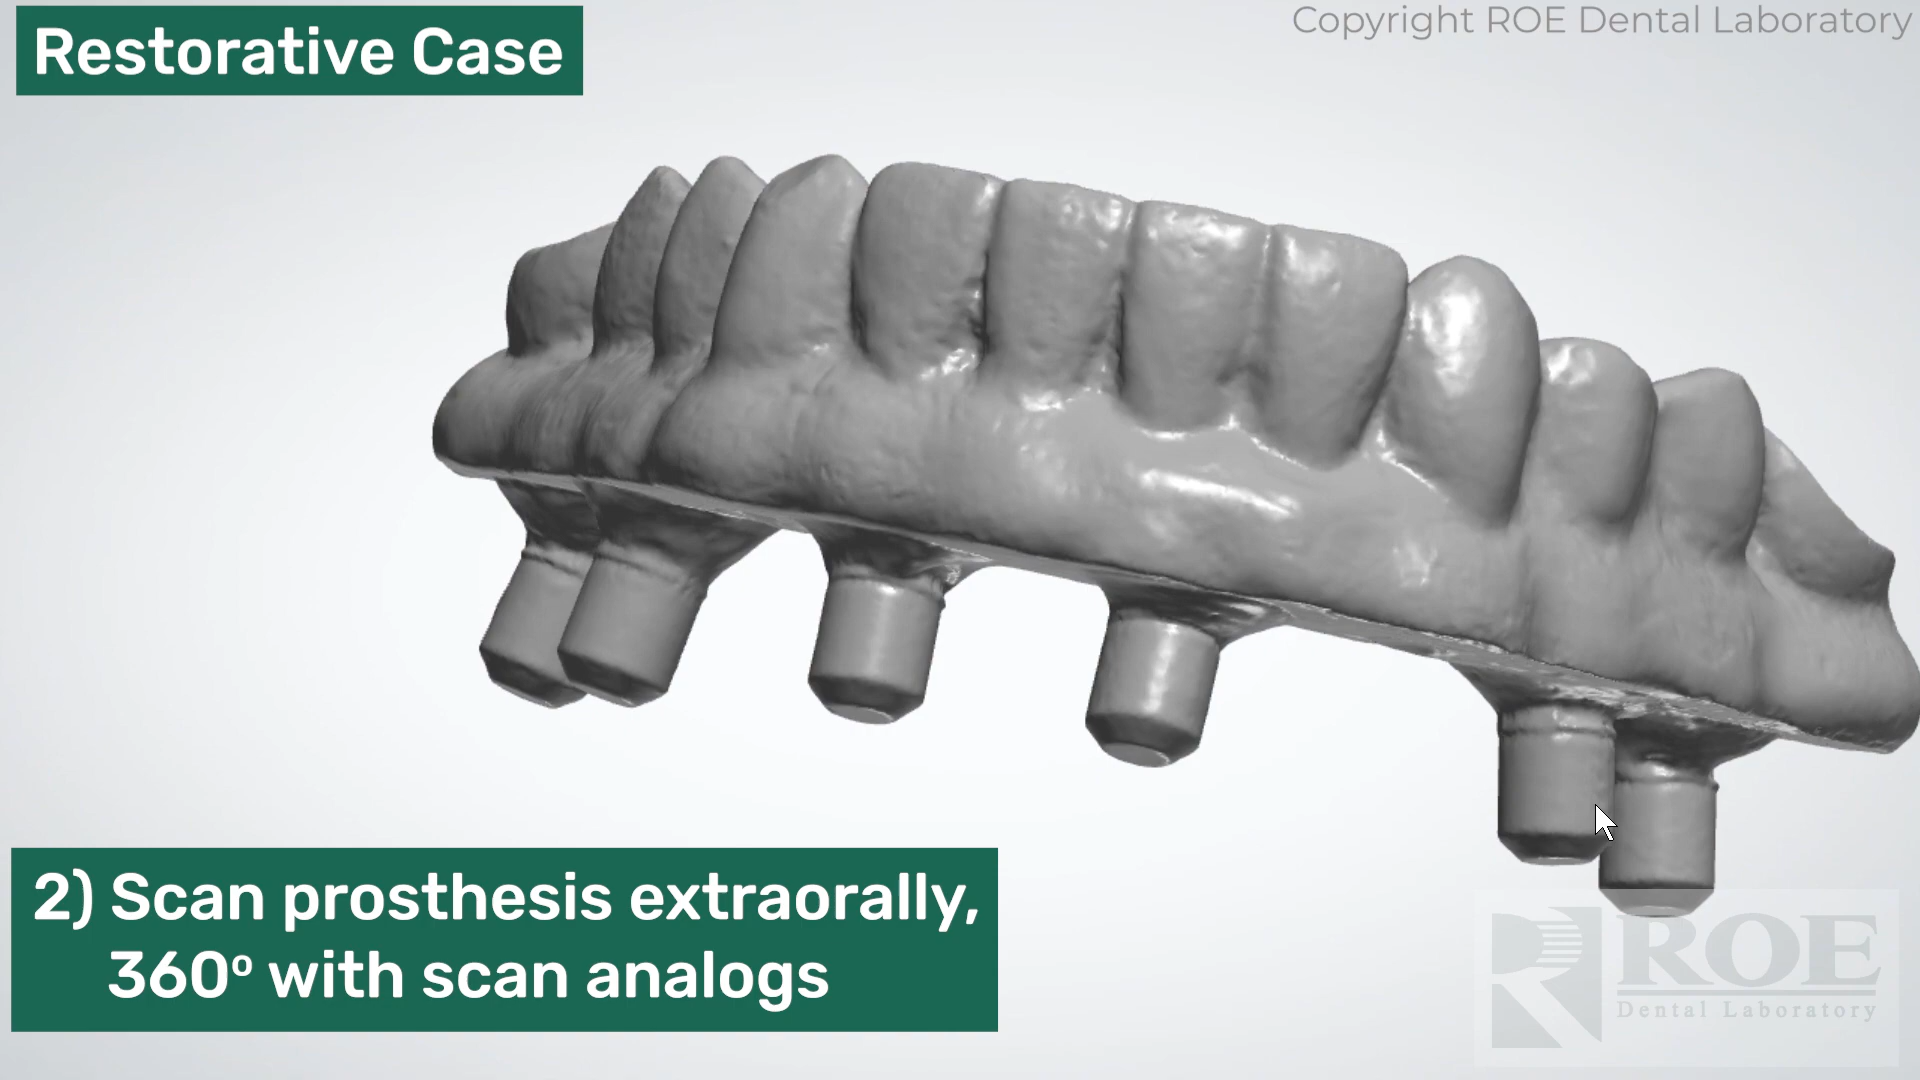 Restorative Case
Copyright ROE Dental Laboratory
2) Scan prosthesis extraorally,
360º with scan analogs
ROE
Dental Laboratory